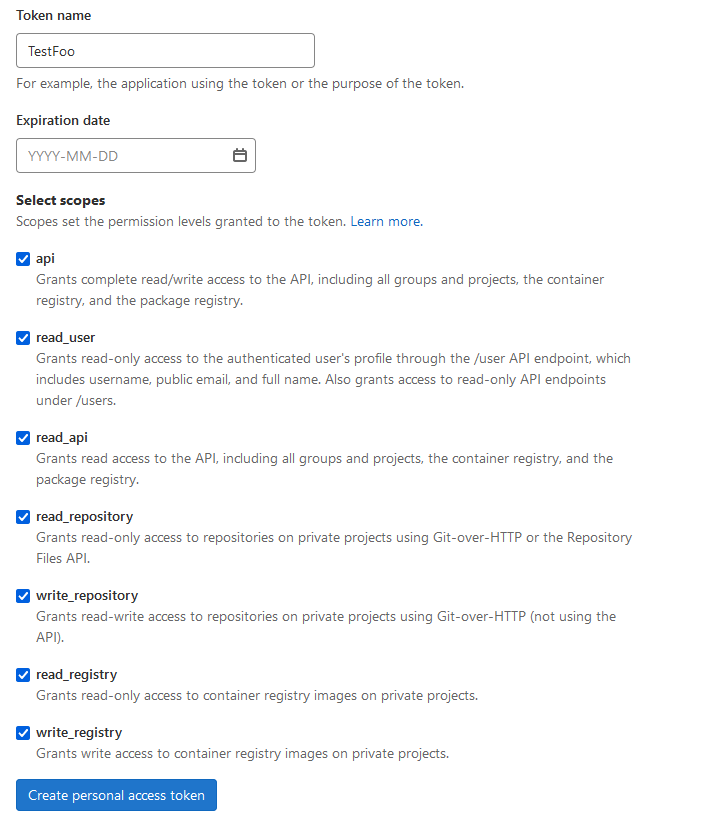 Token name
TestFoo
For example, the application using the token or the purpose of the token.
Expiration date
YYYY-MM-DD
Select scopes
Scopes set the permission levels granted to the token. Learn more.
api
Grants complete read/write access to the API, including all groups and projects, the container
registry, and the package registry.
read_user
Grants read-only access to the authenticated user's profile through the /user API endpoint, which
includes username, public email, and full name. Also grants access to read-only API endpoints
under /users.
read_api
Grants read access to the API, including all groups and projects, the container registry, and the
package registry.
read_repository
Grants read-only access to repositories on private projects using Git-over-HTTP or the Repository
Files API.
write_repository
Grants read-write access to repositories on private projects using Git-over-HTTP (not using the
API).
read_registry
Grants read-only access to container registry images on private projects.
write_registry
Grants write access to container registry images on private projects.
Create personal access token